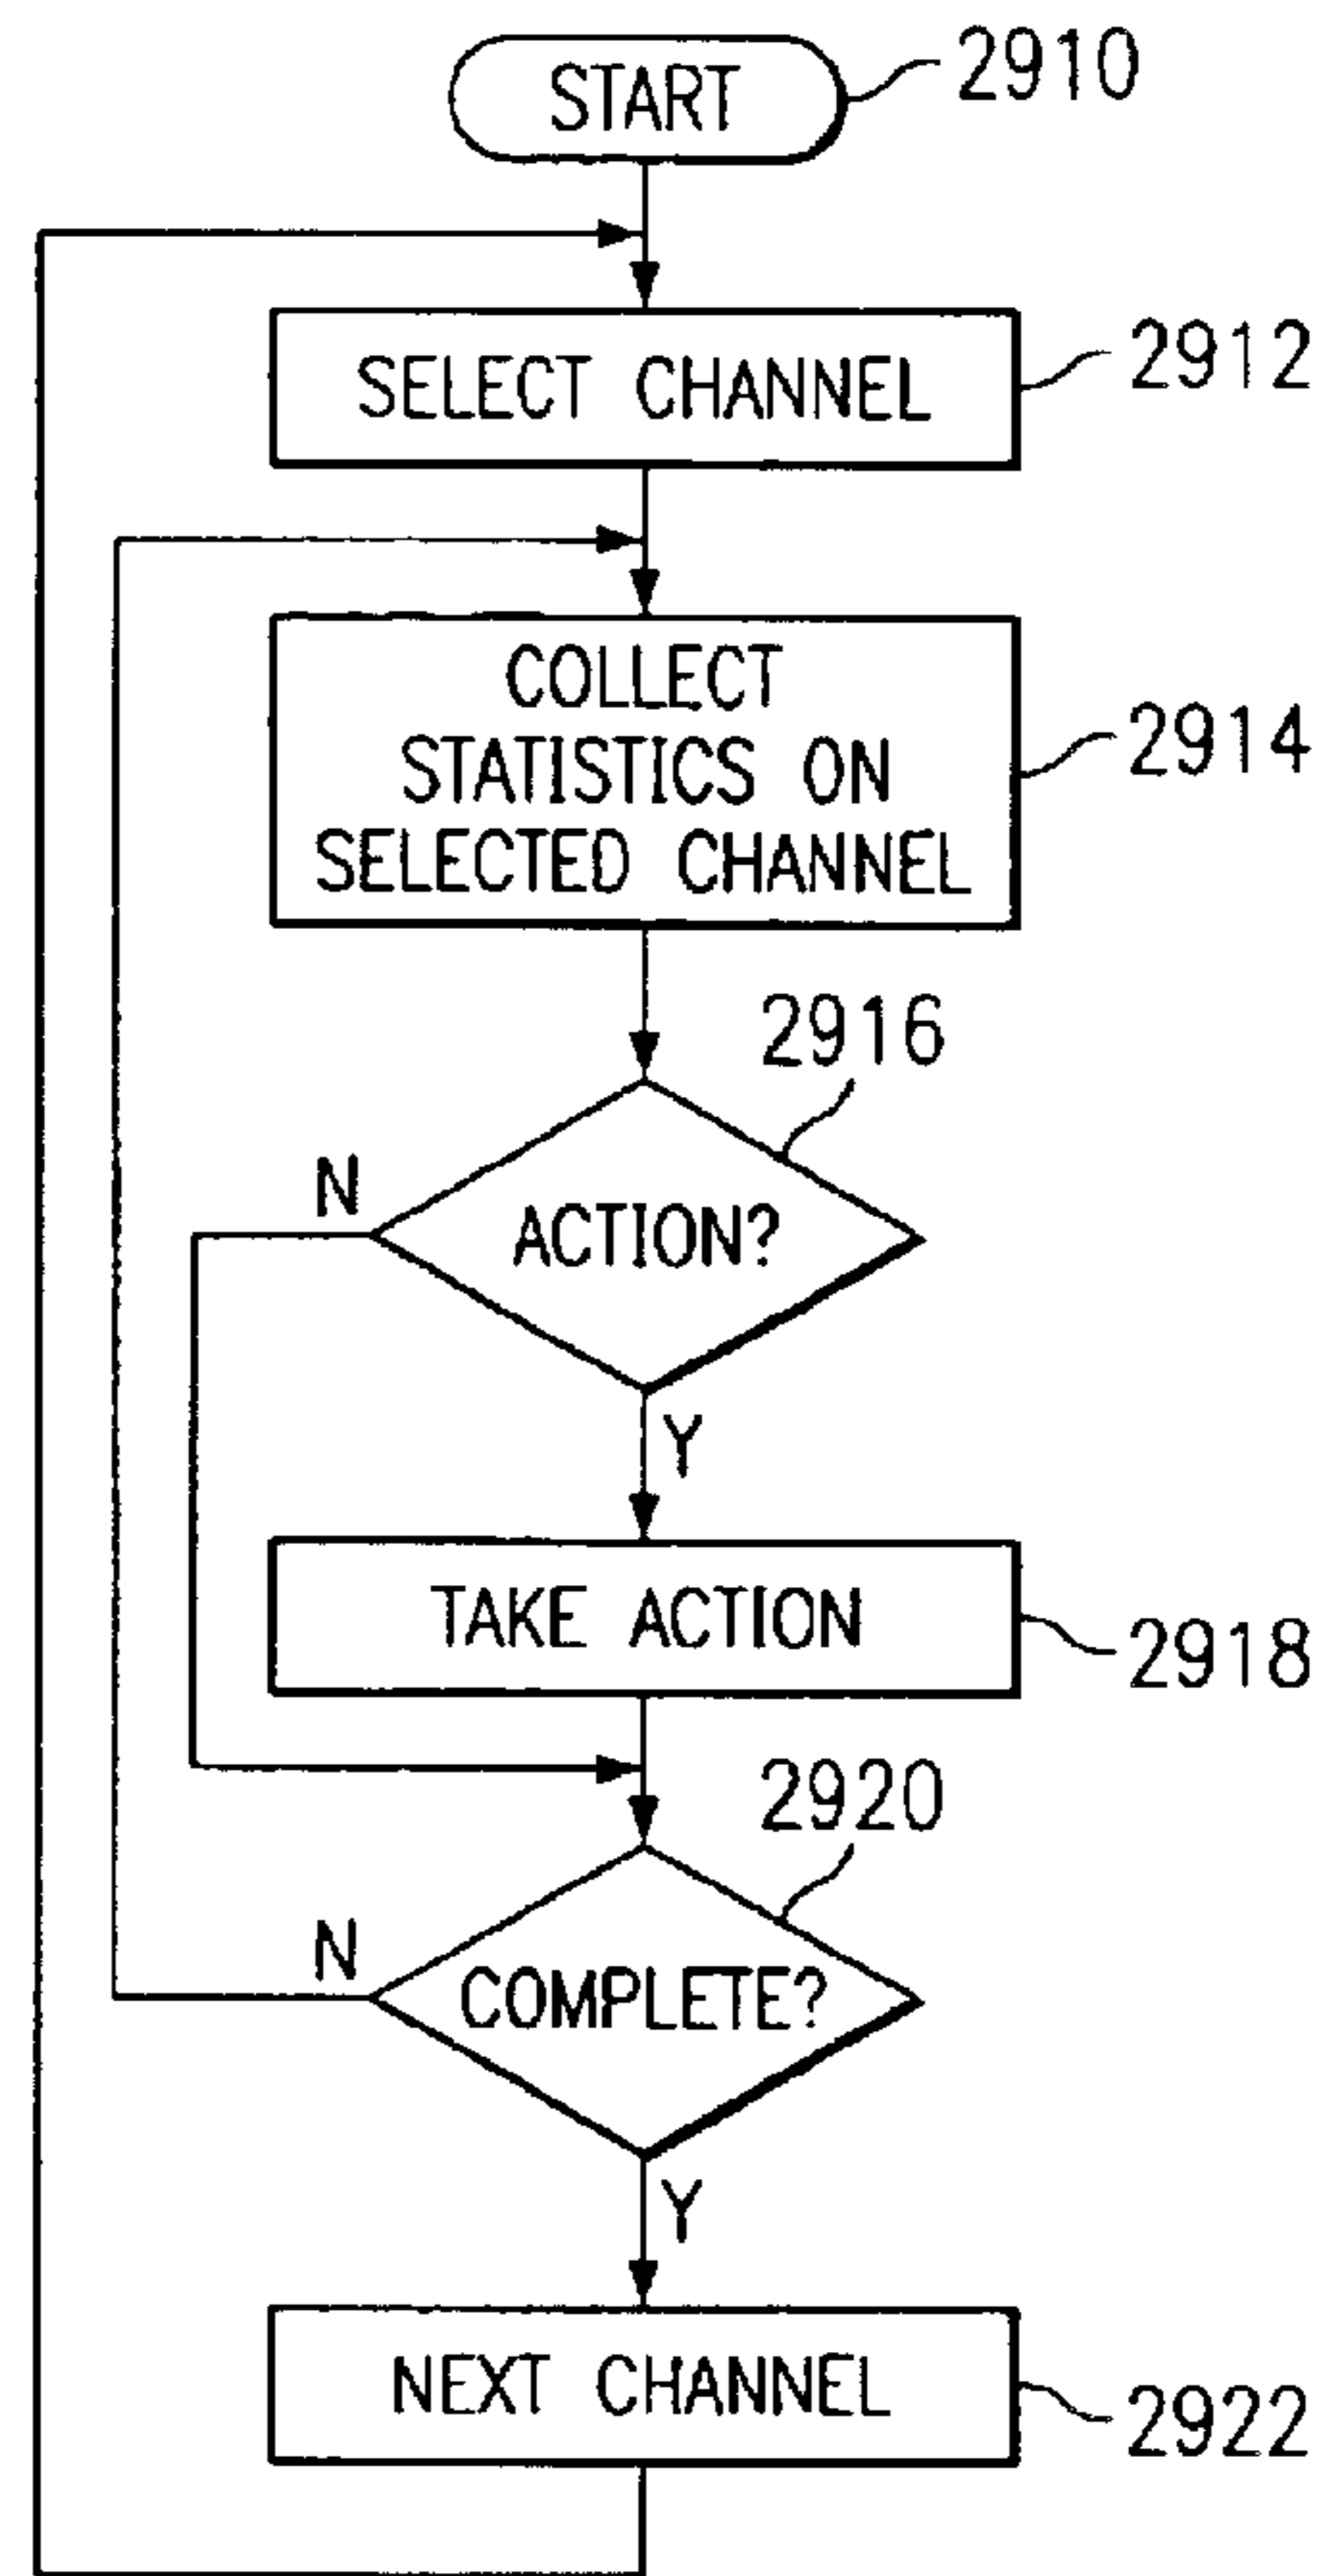 START
2910
SELECT CHANNEL
2912
COLLECT
STATISTICS ON
SELECTED CHANNEL
2914
2916
N
ACTION?
Y
TAKE ACTION
2918
2920
N
COMPLETE?
Y
NEXT CHANNEL
2922